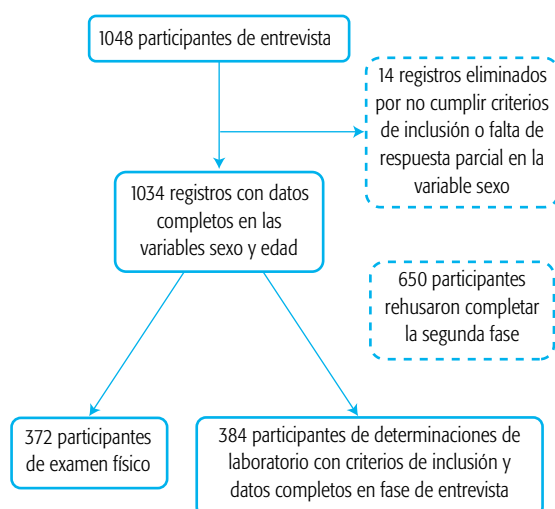 1048 participantes de entrevista
14 registros eliminados
por no cumplir criterios
de inclusión o falta de
respuesta parcial en la
variable sexo
1034 registros con datos
completos en las
variables sexo y edad
650 participantes
rehusaron completar
la segunda fase
372 participantes
de examen físico
384 participantes de determinaciones de
laboratorio con criterios de inclusión y
datos completos en fase de entrevista